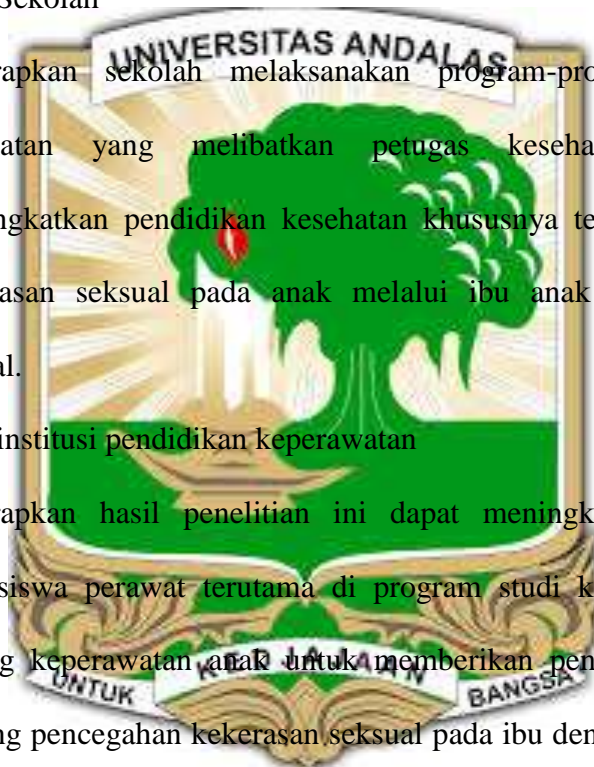 Sekolah
UNIVERSITAS ANDALAS
rapkan sekolah melaksanakan program-pro
atan yang melibatkan petugas keseha
ngkatkan pendidikan kesehatan khususnya te
asan seksual pada anak melalui ibu anak
al.
institusi pendidikan keperawatan
rapkan hasil penelitian ini dapat meningk
siswa perawat terutama di program studi k
g keperawatan anak untuk memberikan pen
UNTUK KEDJAJAAN BANGSA
ng pencegahan kekerasan seksual pada ibu den